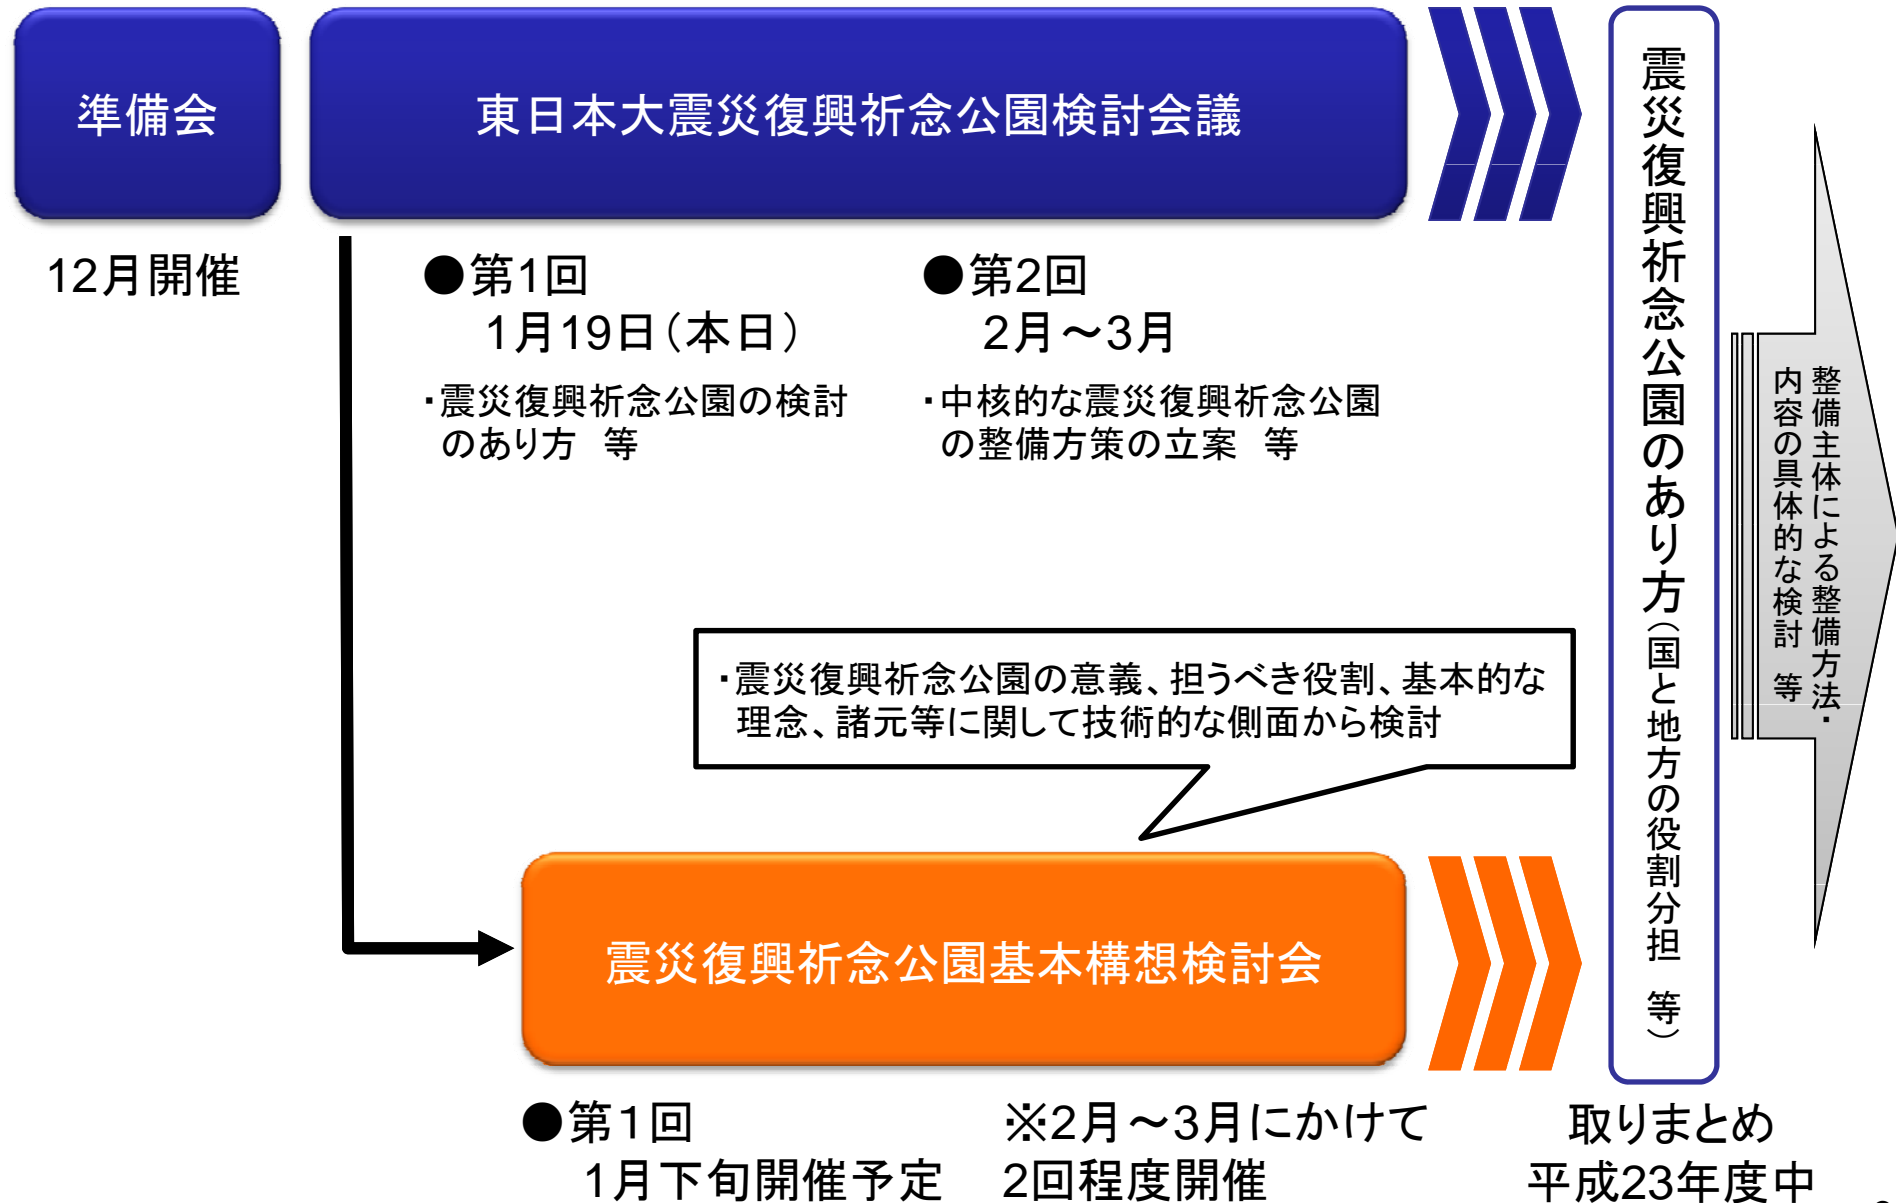 準備会
東日本大震災復興祈念公園検討会議
12月開催
●第1回
1月19日(本日)
・震災復興祈念公園の検討
のあり方　等
●第2回
2月～3月
・中核的な震災復興祈念公園
の整備方策の立案　等
・震災復興祈念公園の意義、担うべき役割、基本的な
理念、諸元等に関して技術的な側面から検討
震災復興祈念公園基本構想検討会
●第1回
1月下旬開催予定
※2月～3月にかけて
2回程度開催
震災復興祈念公園のあり方(国と地方の役割分担　等)
取りまとめ
平成23年度中
整備主体による整備方法・
内容の具体的な検討　等